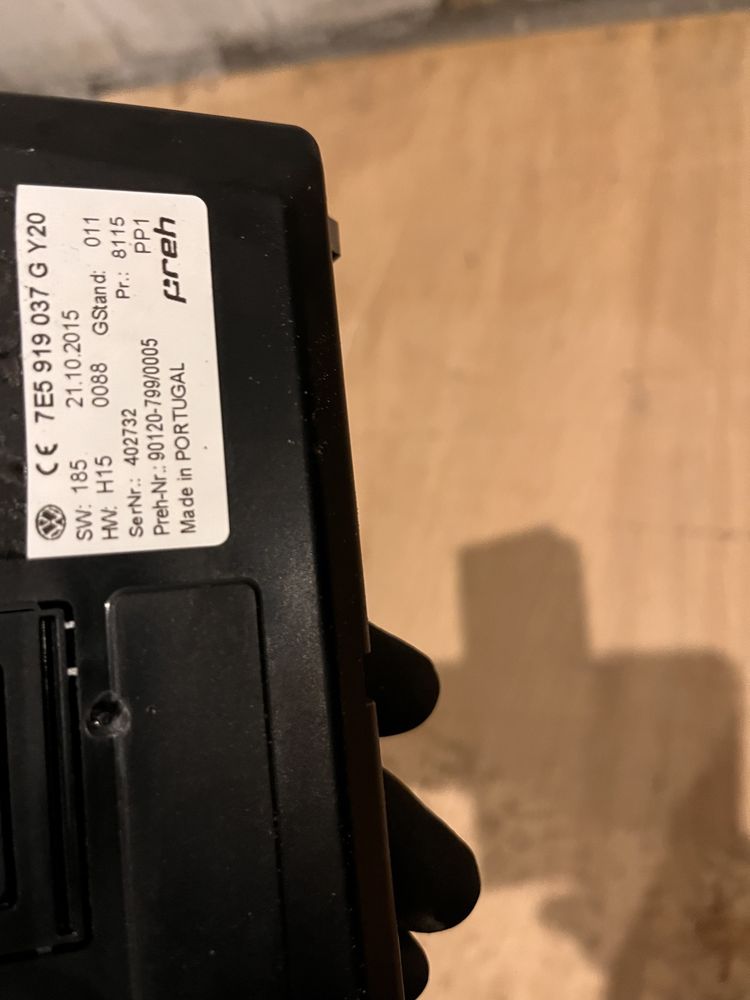 CE 7E5 919 037 G Y20
SW: 185 21.10.2015
HW: H15 0088 GStand: 011
SerNr.: 402732 Pr.: 8115
Preh-Nr.: 90120-799/0005 PP1
Made in PORTUGAL preh